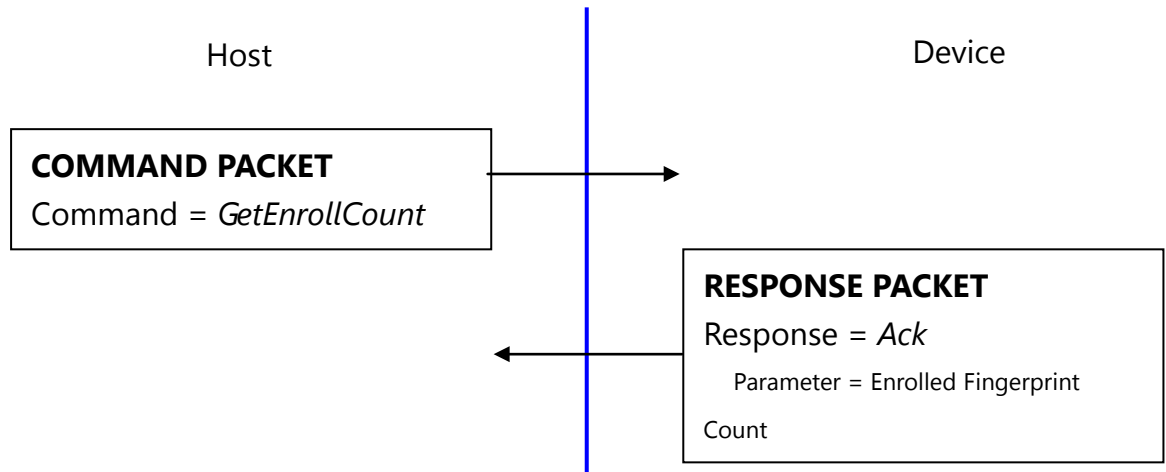 Host
Device
COMMAND PACKET
Command = GetEnrollCount
RESPONSE PACKET
Response = Ack
Parameter = Enrolled Fingerprint
Count